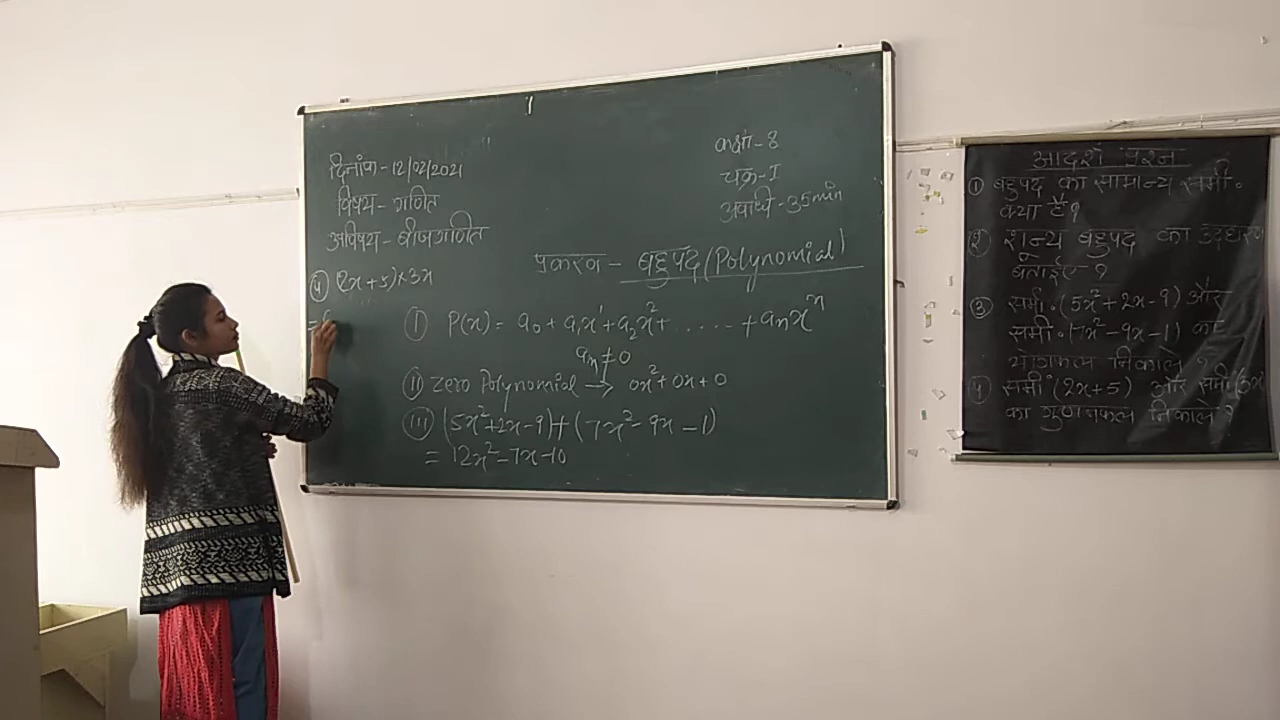 दिनांक - 12/02/2021
विषय - गणित
उपविषय - बीजगणित
कक्षा - 8
चक्र - I
अवधि - 35 min
प्रकरण - बहुपद (Polynomial)
(4) (2x+5)×3x
=6
(I) P(x) = a₀ + a₁x¹ + a₂x² + ...... + aₙxⁿ
aₙ ≠ 0
(II) Zero Polynomial → 0x² + 0x + 0
(III) (5x²+2x-9)+(7x²-9x-1)
= 12x²-7x-10
आदर्श प्रश्न
(1) बहुपद का सामान्य समी॰
क्या है?
(2) शून्य बहुपद का उदाहरण
बताईए ?
(3) समी॰(5x²+2x-9) और
समी॰(7x²-9x-1) का
योगफल निकाले ?
(4) समी (2x+5) और समी॰(3x
का गुणनफल निकाले ?